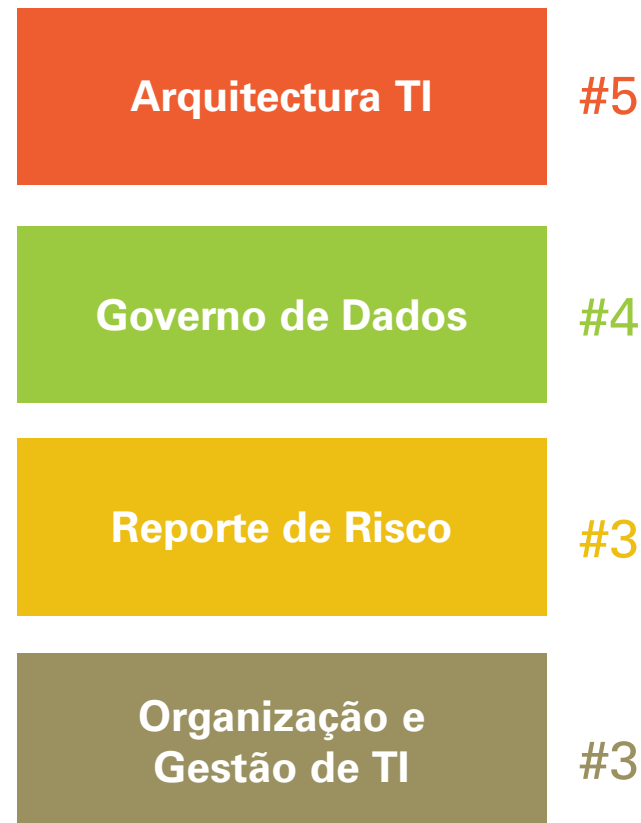 Arquitectura TI #5
Governo de Dados #4
Reporte de Risco #3
Organização e
Gestão de TI #3